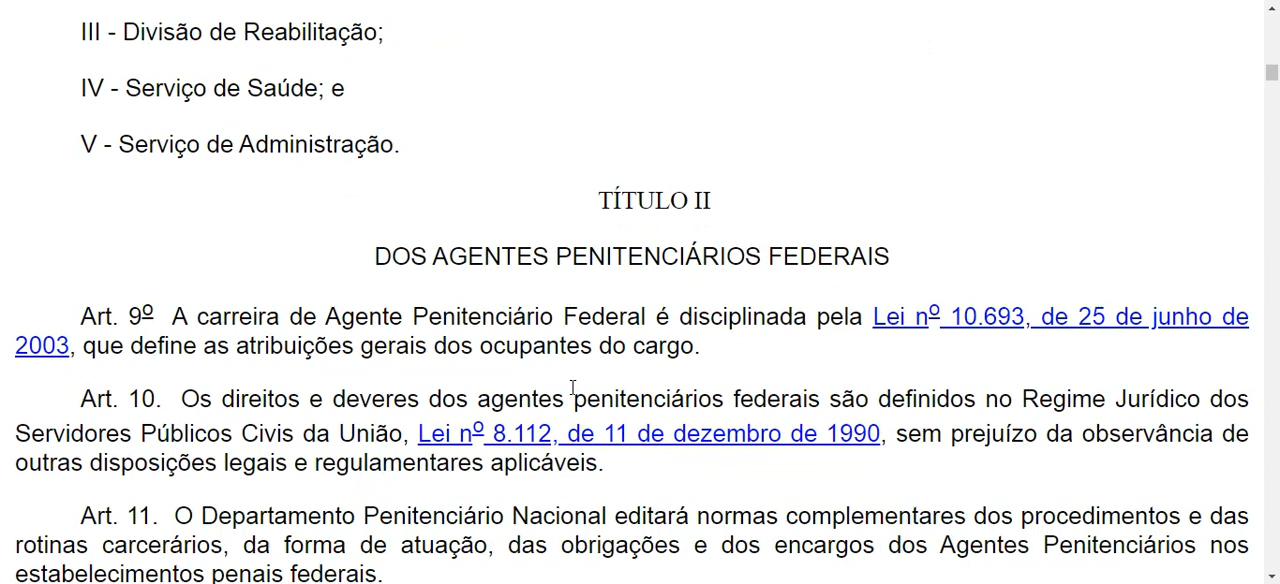 III - Divisão de Reabilitação;
IV - Serviço de Saúde; e
V - Serviço de Administração.
TÍTULO II
DOS AGENTES PENITENCIÁRIOS FEDERAIS
Art. 9º A carreira de Agente Penitenciário Federal é disciplinada pela Lei nº 10.693, de 25 de junho de
2003, que define as atribuições gerais dos ocupantes do cargo.
Art. 10. Os direitos e deveres dos agentes penitenciários federais são definidos no Regime Jurídico dos
Servidores Públicos Civis da União, Lei nº 8.112, de 11 de dezembro de 1990, sem prejuízo da observância de
outras disposições legais e regulamentares aplicáveis.
Art. 11. O Departamento Penitenciário Nacional editará normas complementares dos procedimentos e das
rotinas carcerários, da forma de atuação, das obrigações e dos encargos dos Agentes Penitenciários nos
estabelecimentos penais federais.